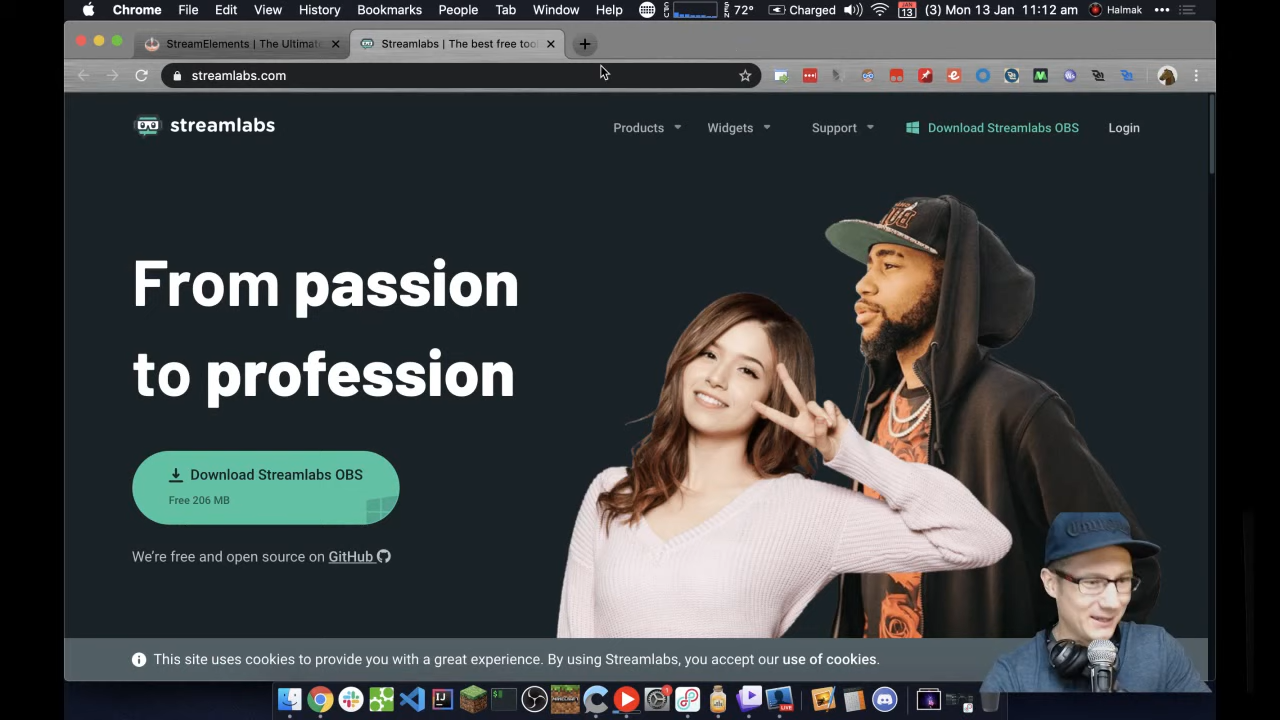 Chrome File Edit View History Bookmarks People Tab Window Help 72° Charged JAN 13 (3) Mon 13 Jan 11:12 am Halmak
StreamElements | The Ultimat
Streamlabs | The best free too
streamlabs.com
streamlabs
Products Widgets Support Download Streamlabs OBS Login
From passion
to profession
Download Streamlabs OBS
Free 206 MB
We're free and open source on GitHub
This site uses cookies to provide you with a great experience. By using Streamlabs, you accept our use of cookies.